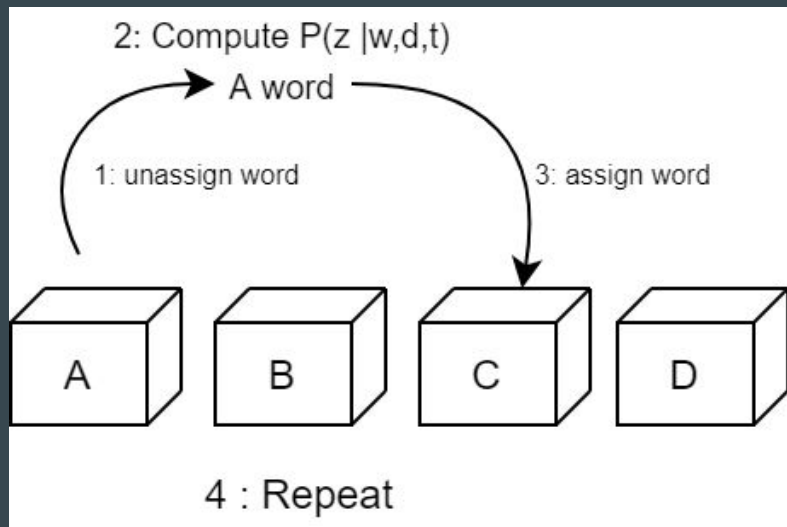 2: Compute P(z |w,d,t)
A word
1: unassign word
3: assign word
A
B
C
D
4 : Repeat